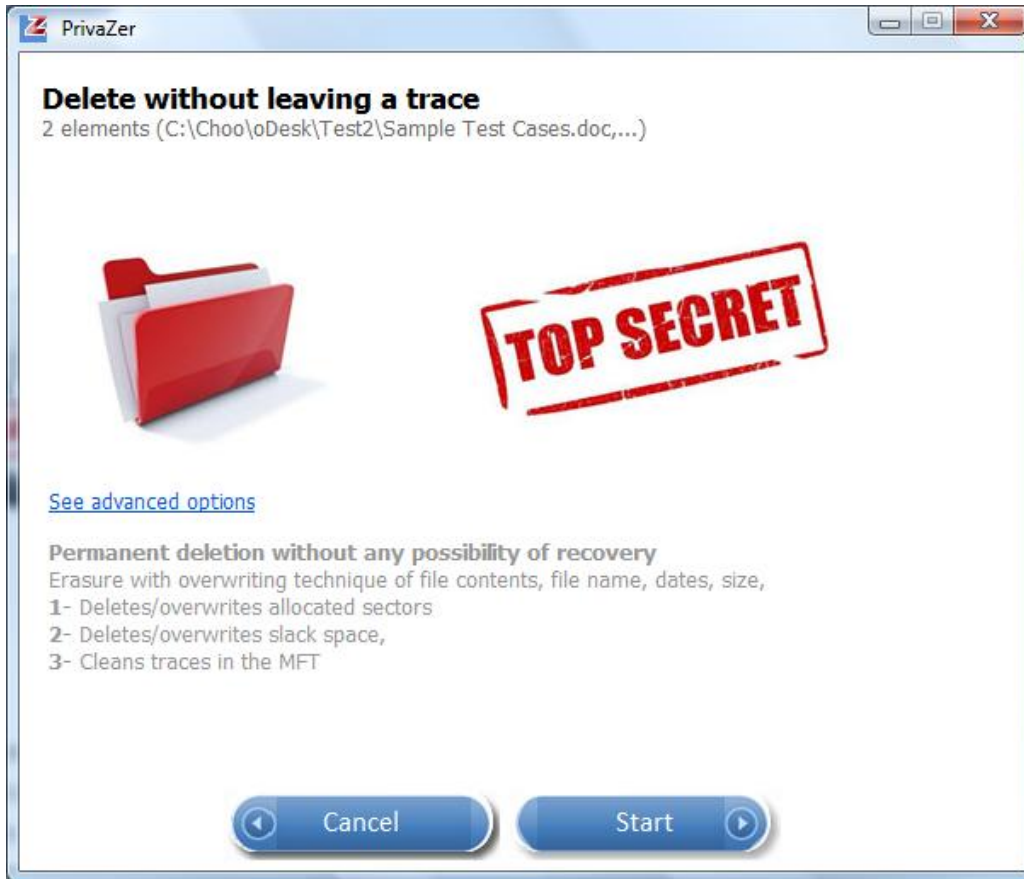 PrivaZer
Delete without leaving a trace
2 elements (C:\Choo\oDesk\Test2\Sample Test Cases.doc,...)
TOP SECRET
See advanced options
Permanent deletion without any possibility of recovery
Erasure with overwriting technique of file contents, file name, dates, size,
1- Deletes/overwrites allocated sectors
2- Deletes/overwrites slack space,
3- Cleans traces in the MFT
Cancel
Start